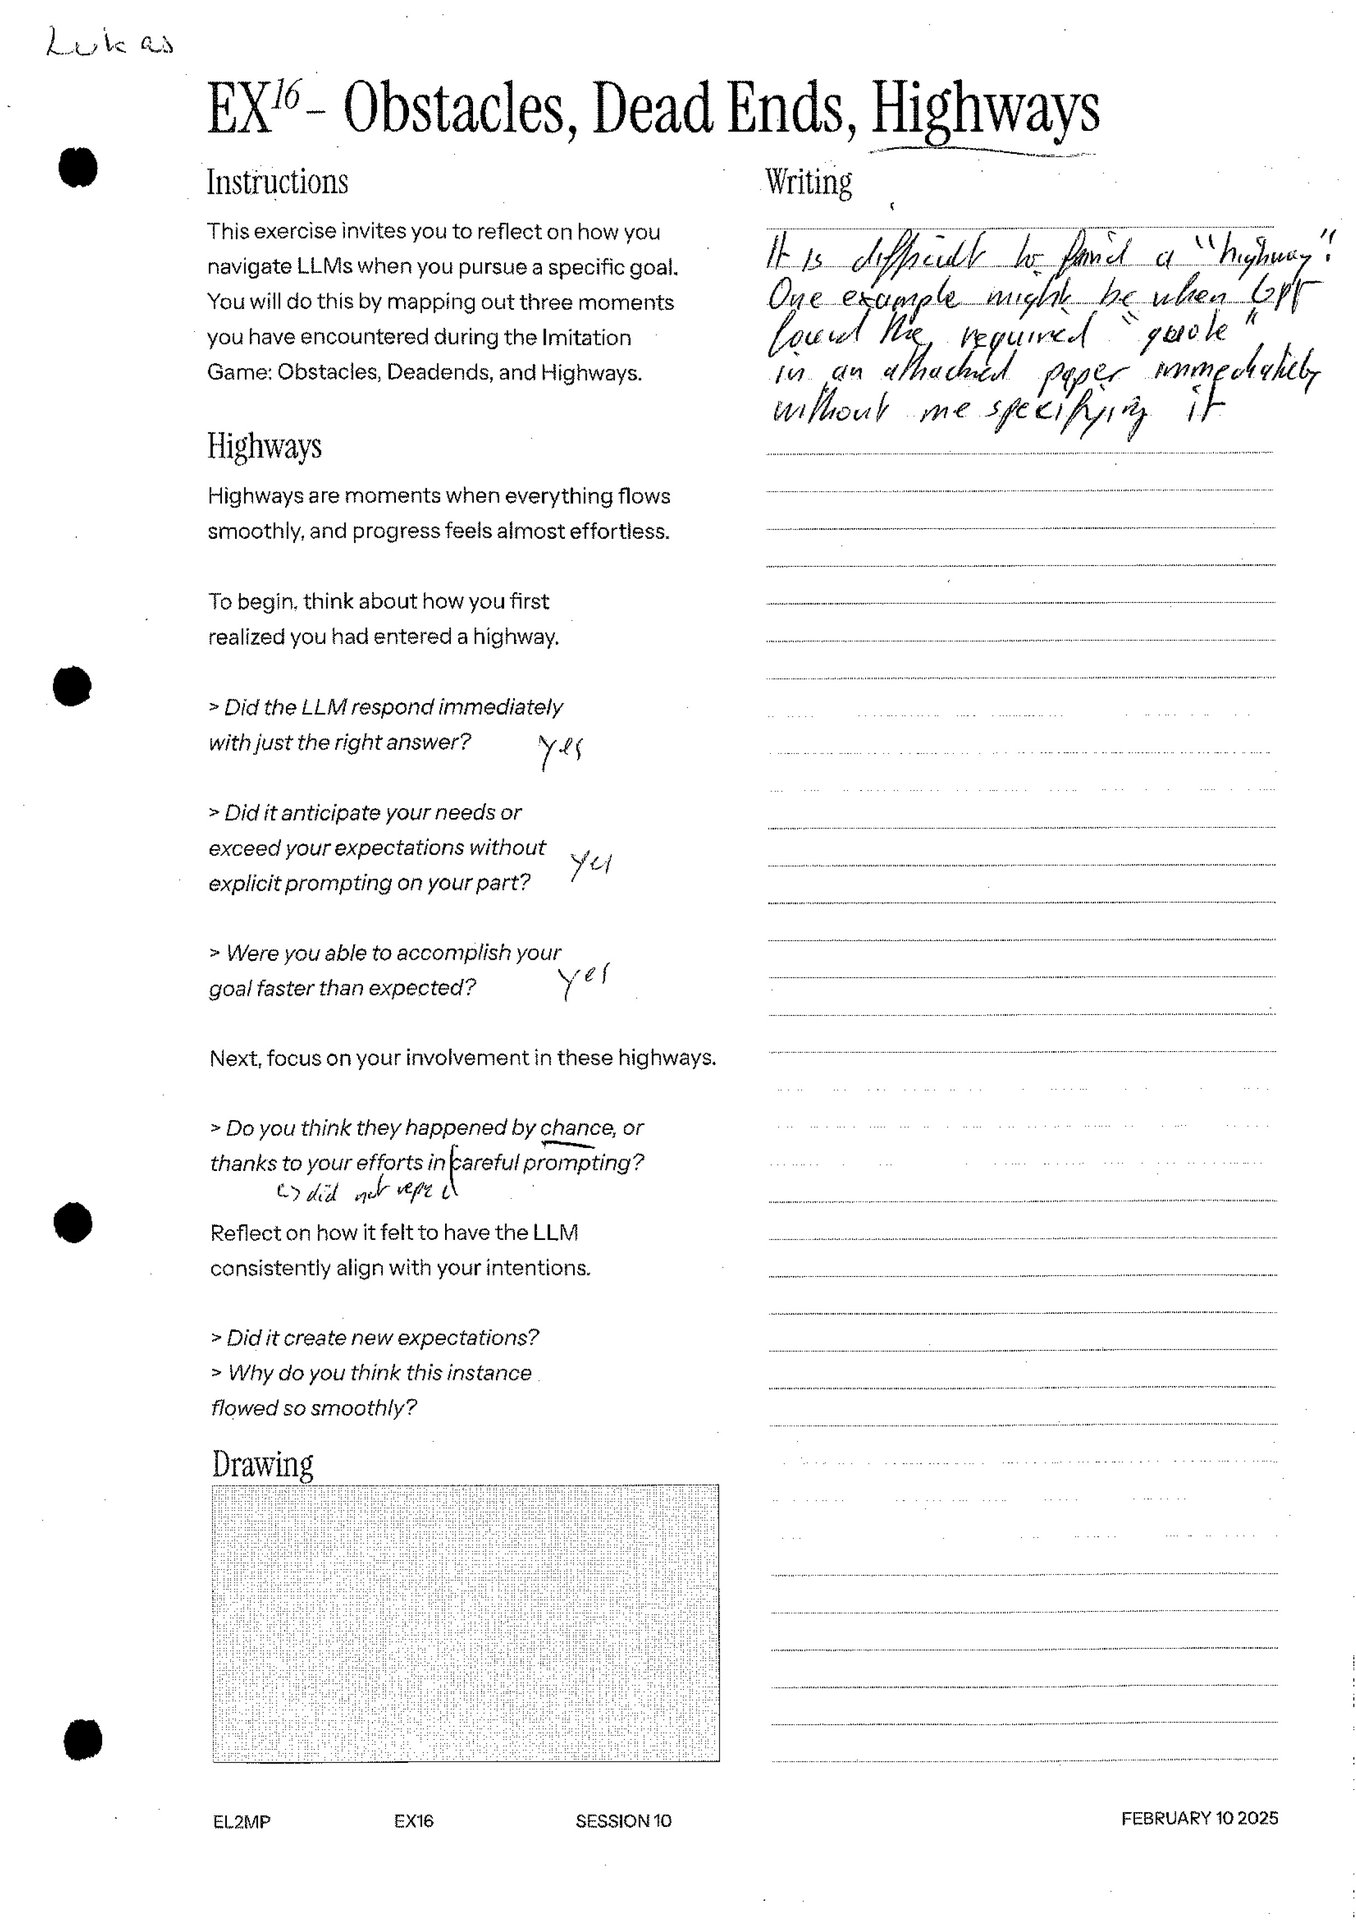 Lukas
EX16 - Obstacles, Dead Ends, Highways
Instructions
This exercise invites you to reflect on how you
navigate LLMs when you pursue a specific goal.
You will do this by mapping out three moments
you have encountered during the Imitation
Game: Obstacles, Deadends, and Highways.
Highways
Highways are moments when everything flows
smoothly, and progress feels almost effortless.
To begin, think about how you first
realized you had entered a highway.
> Did the LLM respond immediately
with just the right answer? yes
> Did it anticipate your needs or
exceed your expectations without
explicit prompting on your part? yes
> Were you able to accomplish your
goal faster than expected? yes
Next, focus on your involvement in these highways.
> Do you think they happened by chance, or
thanks to your efforts in careful prompting?
did not
Reflect on how it felt to have the LLM
consistently align with your intentions.
> Did it create new expectations?
> Why do you think this instance
flowed so smoothly?
Drawing
Writing
It is difficult to find a "highway".
One example might be when GPT
found the required "quote"
in an attached paper immediately
without me specifying it
EL2MP EX16 SESSION 10 FEBRUARY 10 2025